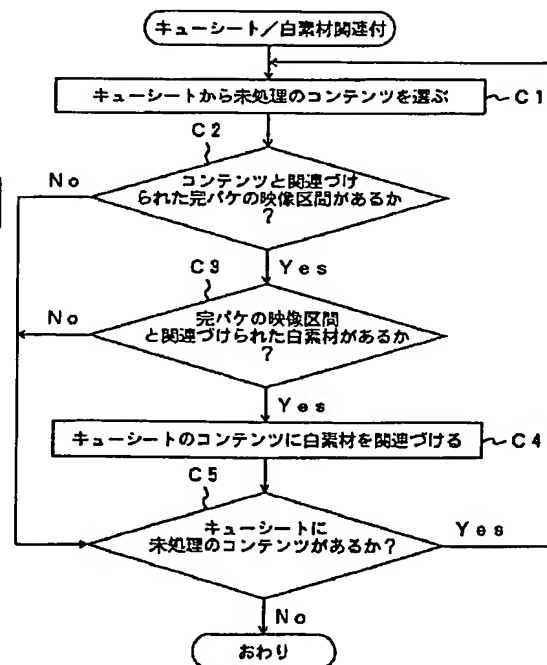 キューシート／白素材関連付
キューシートから未処理のコンテンツを選ぶ
C1
C2
No
コンテンツと関連づけ
られた完パケの映像区間があるか
？
Yes
C3
No
完パケの映像区間
と関連づけられた白素材があるか
？
Yes
キューシートのコンテンツに白素材を関連づける
C4
C5
キューシートに
未処理のコンテンツがあるか？
Yes
No
おわり